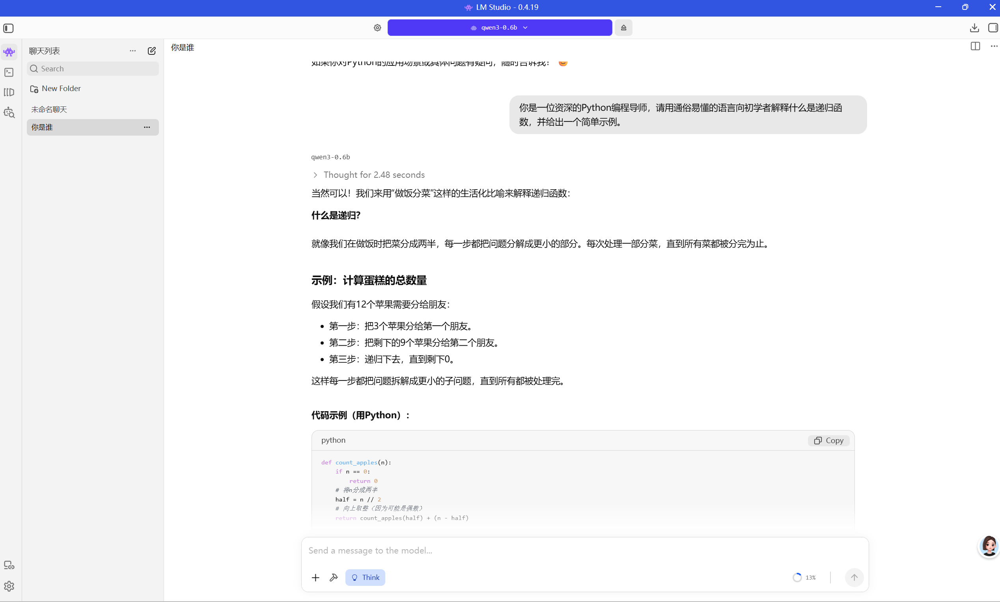 LM Studio - 0.4.19
qwen3-0.6b
聊天列表
Search
New Folder
未命名聊天
你是谁
你是谁
如果你对Python的应用场景或具体问题有疑问，随时告诉我！
你是一位资深的Python编程导师，请用通俗易懂的语言向初学者解释什么是递归函
数，并给出一个简单示例。
qwen3-0.6b
Thought for 2.48 seconds
当然可以！我们来用“做饭分菜”这样的生活化比喻来解释递归函数：
什么是递归？
就像我们在做饭时把菜分成两半，每一步都把问题分解成更小的部分。每次处理一部分菜，直到所有菜都被分完为止。
示例：计算蛋糕的总数量
假设我们有12个苹果需要分给朋友：
• 第一步：把3个苹果分给第一个朋友。
• 第二步：把剩下的9个苹果分给第二个朋友。
• 第三步：递归下去，直到剩下0。
这样每一步都把问题拆解成更小的子问题，直到所有都被处理完。
代码示例（用Python）：
python
Copy
def count_apples(n):
    if n == 0:
        return 0
    # 将n分成两半
    half = n // 2
    # 向上取整（因为可能是偶数）
    return count_apples(half) + (n - half)
Send a message to the model...
Think
13%